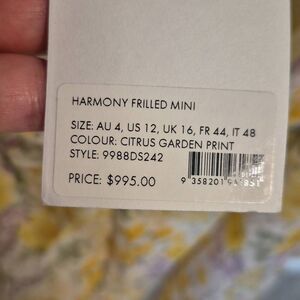 HARMONY FRILLED MINI
SIZE: AU 4, US 12, UK 16, FR 44, IT 48
COLOUR: CITRUS GARDEN PRINT
STYLE: 9988DS242
PRICE: $995.00